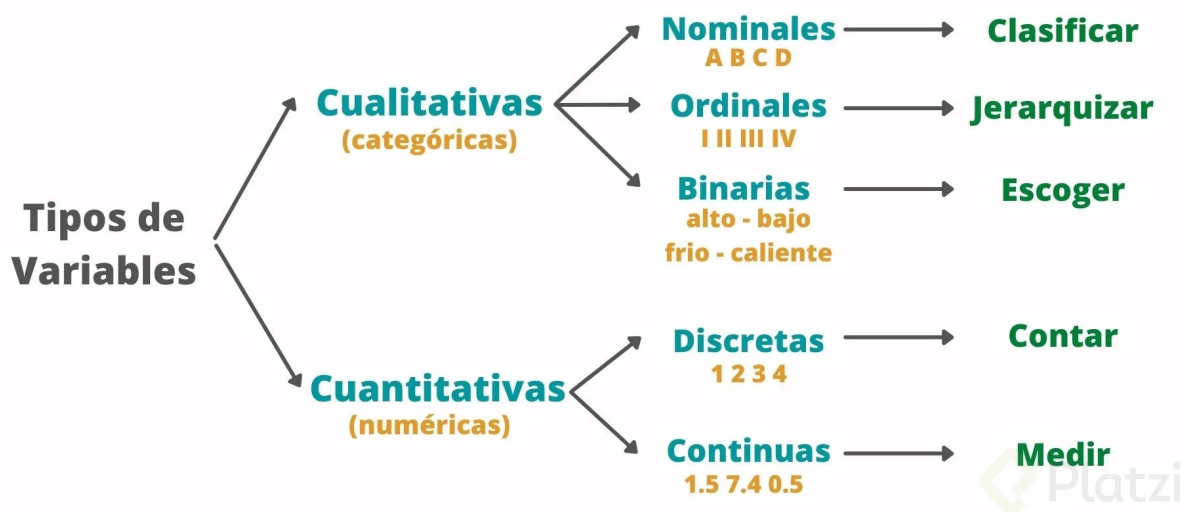 Tipos de
Variables
Cualitativas
(categóricas)
Nominales
A B C D
Clasificar
Ordinales
I II III IV
Jerarquizar
Binarias
alto - bajo
frio - caliente
Escoger
Cuantitativas
(numéricas)
Discretas
1 2 3 4
Contar
Continuas
1.5 7.4 0.5
Medir
Platzi